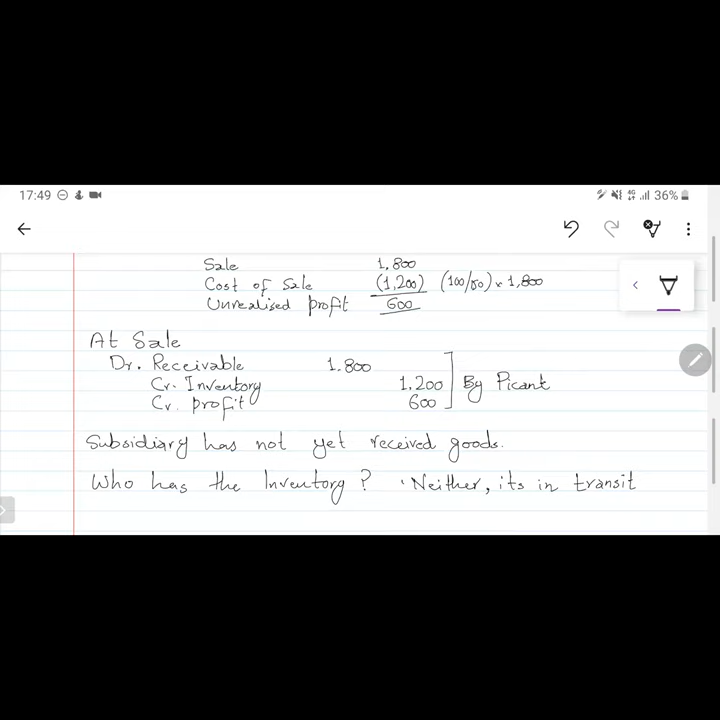 17:49 4G 36%
Sale 1,800
Cost of Sale (1,200) (100/150) x 1,800
Unrealised profit 600
At Sale
Dr. Receivable 1,800
Cr. Inventory 1,200 By Picant
Cr. profit 600
Subsidiary has not yet received goods.
Who has the Inventory? Neither, its in transit